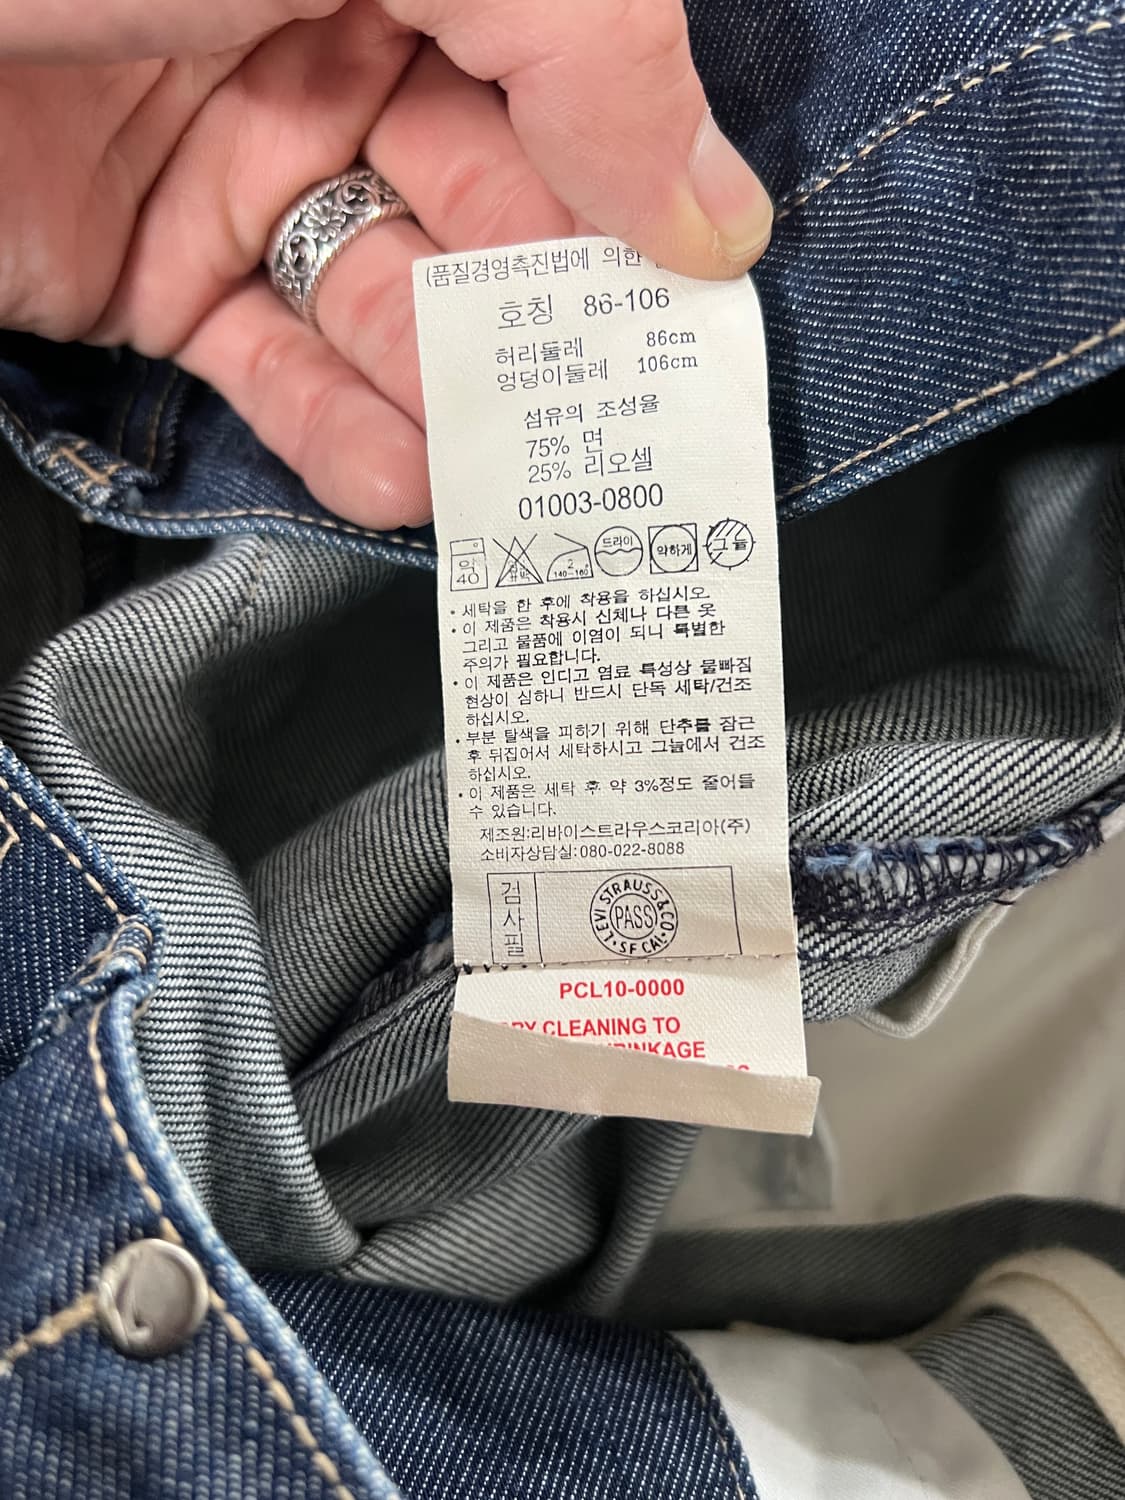 (품질경영촉진법에 의한
호칭 86-106
허리둘레 86cm
엉덩이둘레 106cm
섬유의 조성율
75% 면
25% 리오셀
01003-0800
약 40
140~160°
2
드라이
약하게
그늘
• 세탁을 한 후에 착용을 하십시오.
• 이 제품은 착용시 신체나 다른 옷
그리고 물품에 이염이 되니 특별한
주의가 필요합니다.
• 이 제품은 인디고 염료 특성상 물빠짐
현상이 심하니 반드시 단독 세탁/건조
하십시오.
• 부분 탈색을 피하기 위해 단추를 잠근
후 뒤집어서 세탁하시고 그늘에서 건조
하십시오.
• 이 제품은 세탁 후 약 3%정도 줄어들
수 있습니다.
제조원:리바이스트라우스코리아(주)
소비자상담실:080-022-8088
검사필
LEVI STRAUSS & CO.
PASS
S F CAL
PCL10-0000
CLEANING TO